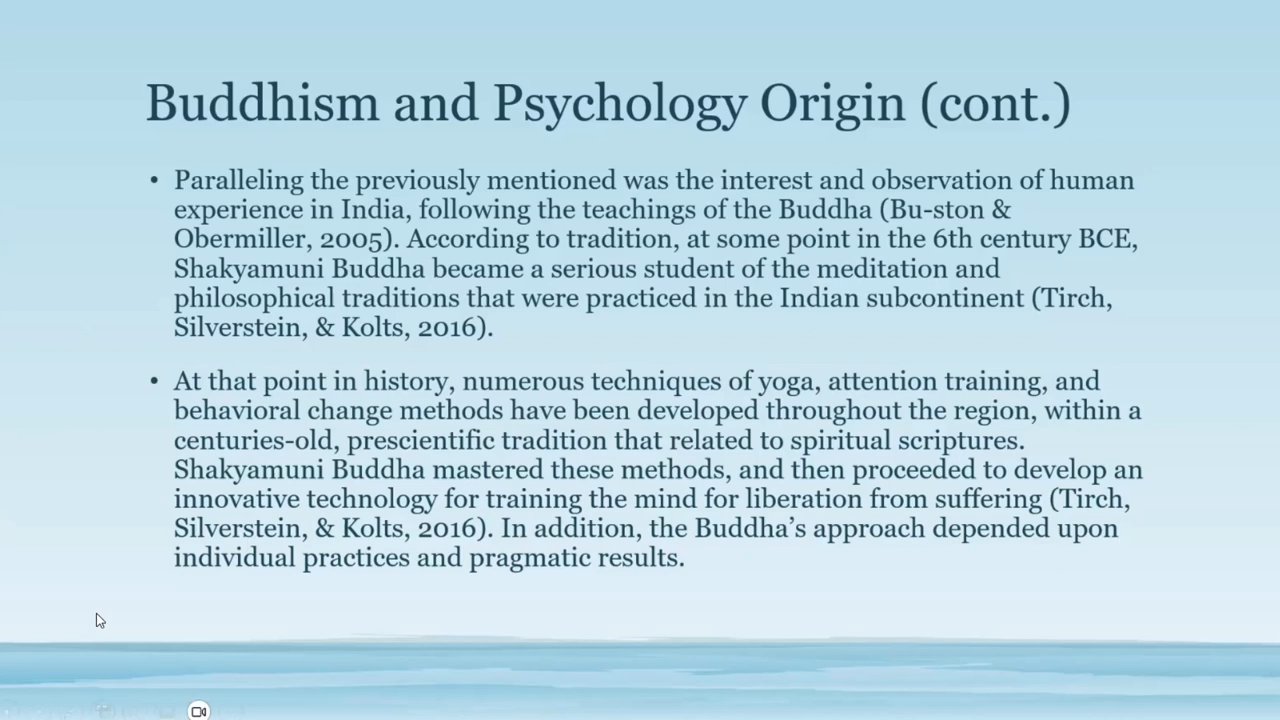 Buddhism and Psychology Origin (cont.)
• Paralleling the previously mentioned was the interest and observation of human
experience in India, following the teachings of the Buddha (Bu-ston &
Obermiller, 2005). According to tradition, at some point in the 6th century BCE,
Shakyamuni Buddha became a serious student of the meditation and
philosophical traditions that were practiced in the Indian subcontinent (Tirch,
Silverstein, & Kolts, 2016).
• At that point in history, numerous techniques of yoga, attention training, and
behavioral change methods have been developed throughout the region, within a
centuries-old, prescientific tradition that related to spiritual scriptures.
Shakyamuni Buddha mastered these methods, and then proceeded to develop an
innovative technology for training the mind for liberation from suffering (Tirch,
Silverstein, & Kolts, 2016). In addition, the Buddha’s approach depended upon
individual practices and pragmatic results.